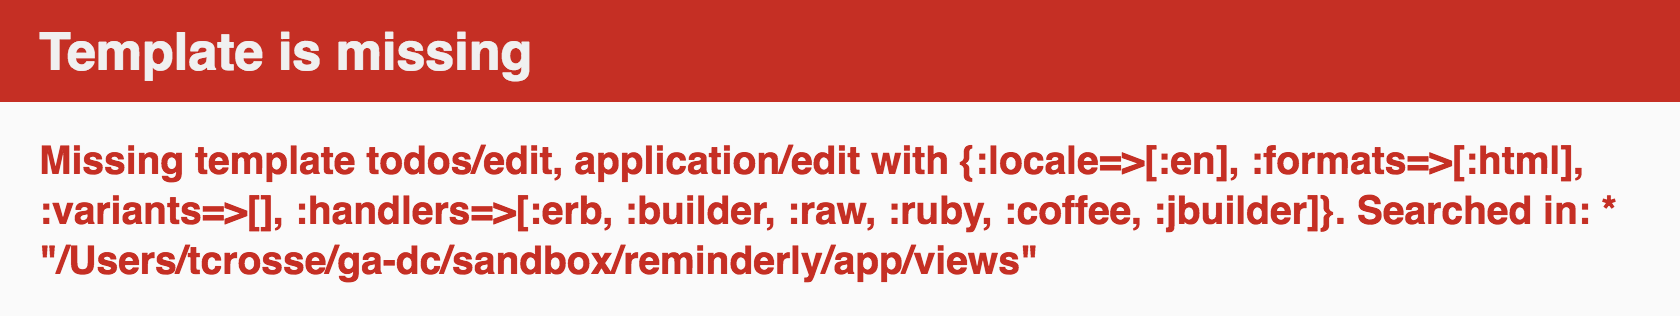 Template is missing
Missing template todos/edit, application/edit with {:locale=>[:en], :formats=>[:html],
:variants=>[], :handlers=>[:erb, :builder, :raw, :ruby, :coffee, :jbuilder]}. Searched in: *
"/Users/tcrosse/ga-dc/sandbox/reminderly/app/views"